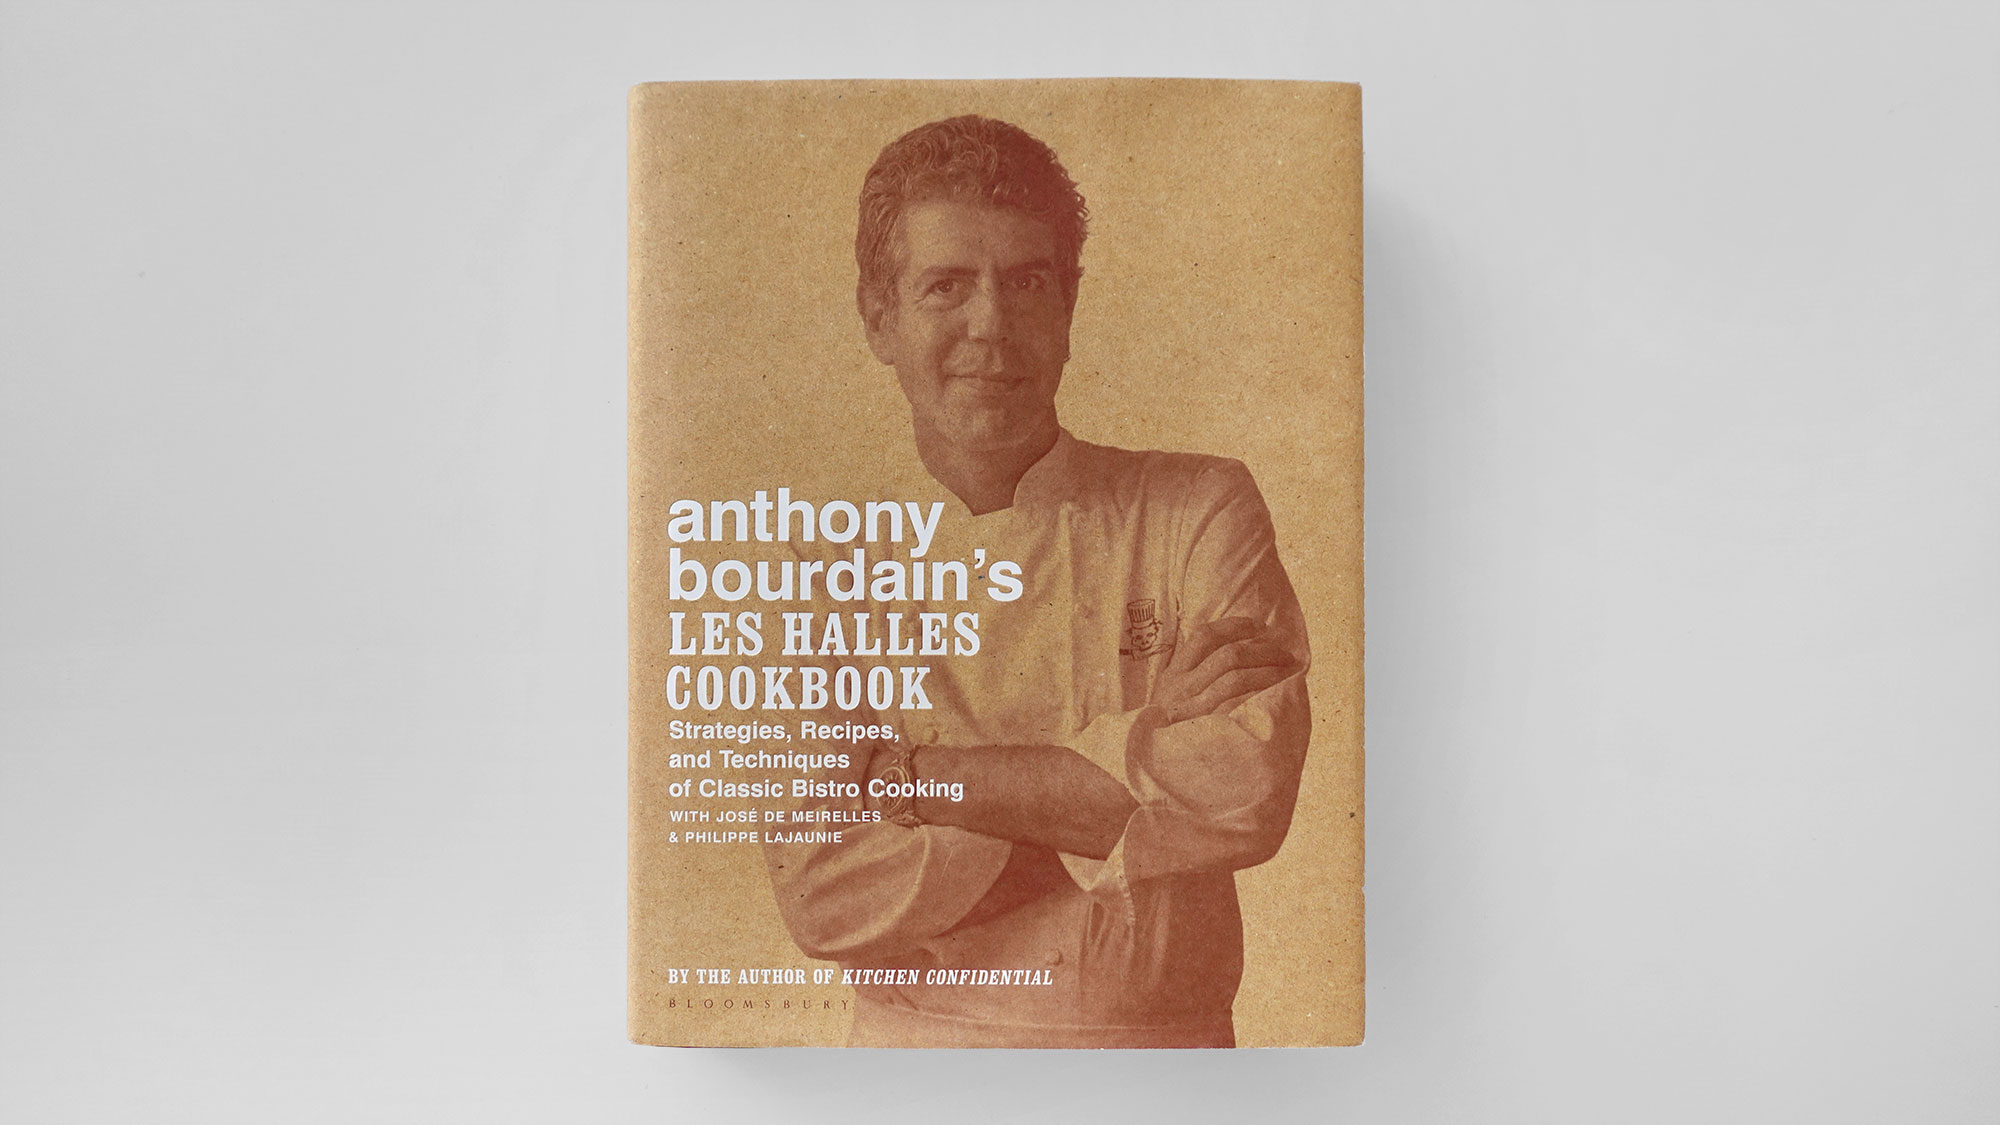 anthony
bourdain's
LES HALLES
COOKBOOK
Strategies, Recipes,
and Techniques
of Classic Bistro Cooking
WITH JOSÉ DE MEIRELLES
& PHILIPPE LAJAUNIE
BY THE AUTHOR OF KITCHEN CONFIDENTIAL
BLOOMSBURY